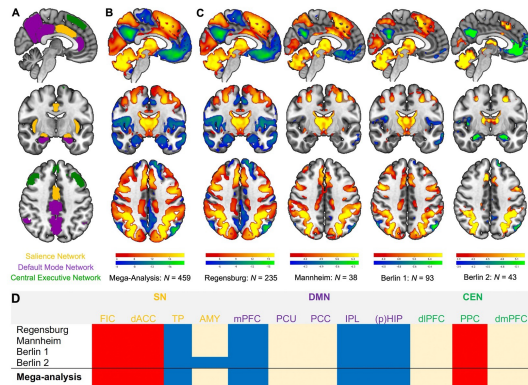 A B C
Salience Network
Default Mode Network
Central Executive Network
Mega-Analysis: N = 459
Regensburg: N = 235
Mannheim: N = 38
Berlin 1: N = 93
Berlin 2: N = 43
D
SN DMN CEN
FIC dACC TP AMY mPFC PCU PCC IPL (p)HIP dlPFC PPC dmPFC
Regensburg
Mannheim
Berlin 1
Berlin 2
Mega-analysis